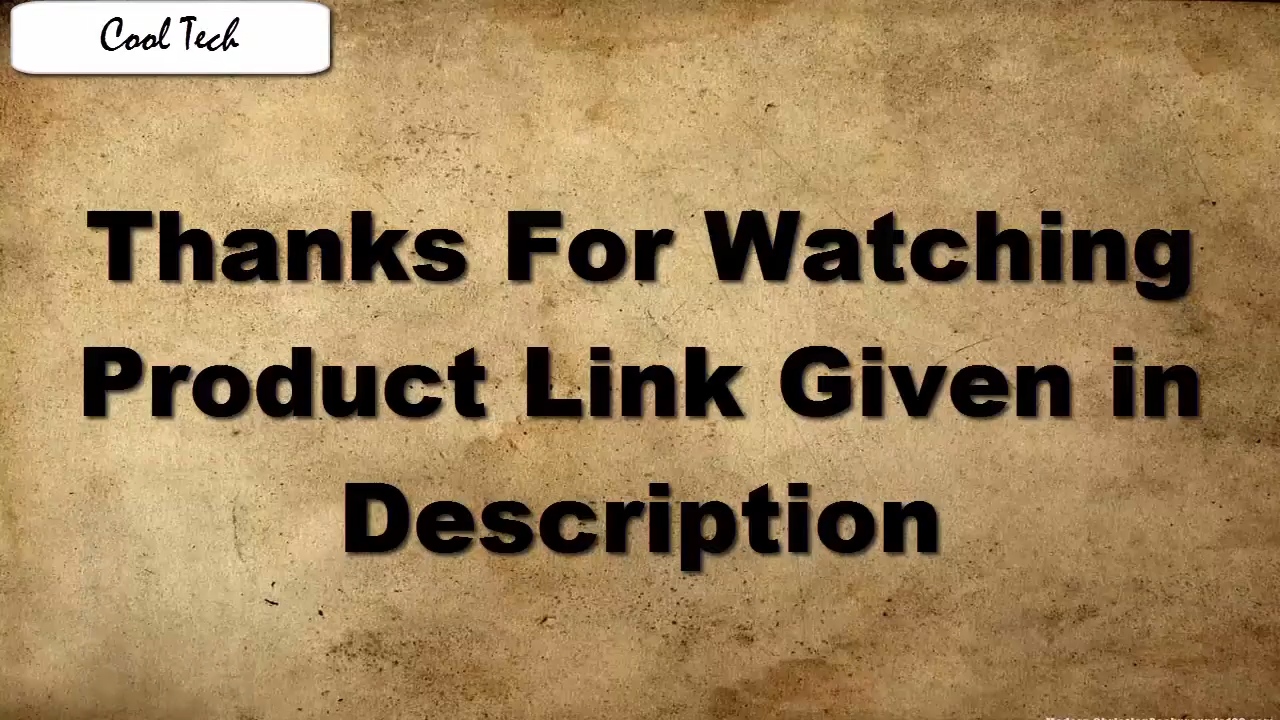 Cool Tech
Thanks For Watching
Product Link Given in
Description